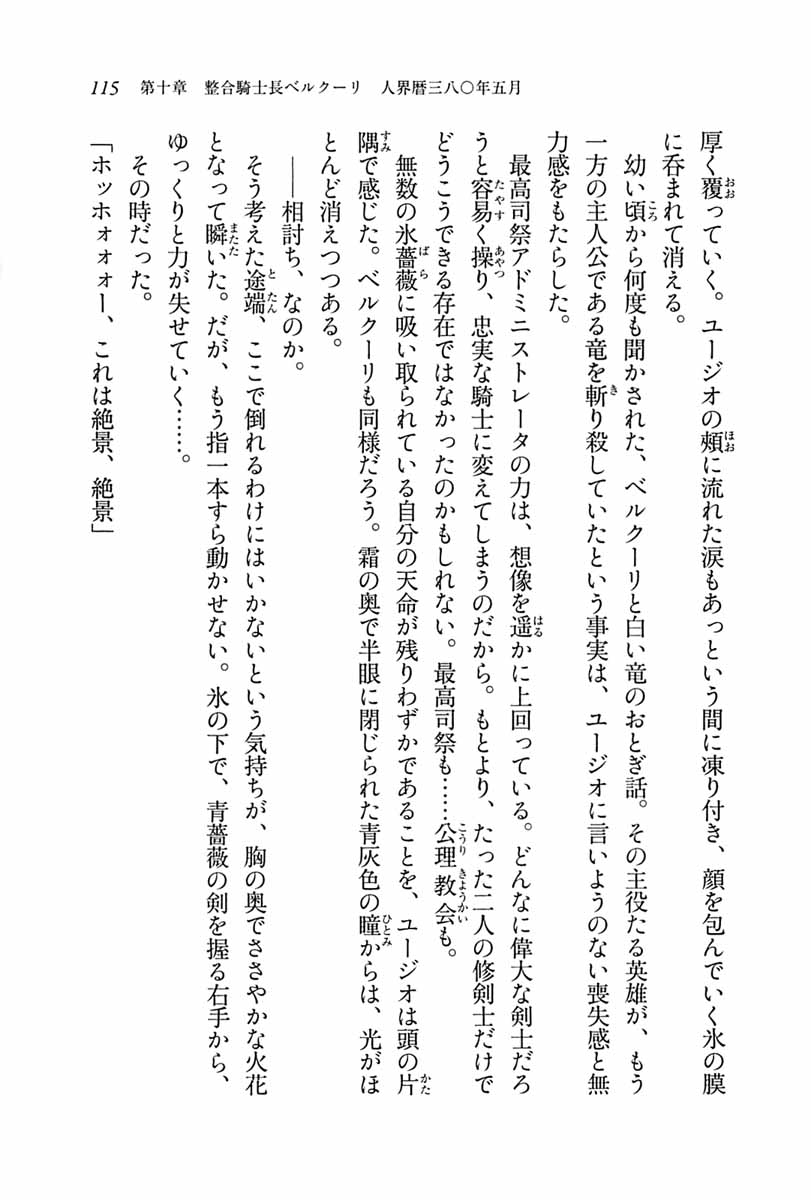 115　第十章　整合騎士長ベルクーリ　人界暦三八〇年五月
厚く覆っていく。ユージオの頰に流れた涙もあっという間に凍り付き、顔を包んでいく氷の膜
に呑まれて消える。
　幼い頃から何度も聞かされた、ベルクーリと白い竜のおとぎ話。その主役たる英雄が、もう
一方の主人公である竜を斬り殺していたという事実は、ユージオに言いようのない喪失感と無
力感をもたらした。
　最高司祭アドミニストレータの力は、想像を遥かに上回っている。どんなに偉大な剣士だろ
うと容易く操り、忠実な騎士に変えてしまうのだから。もとより、たった二人の修剣士だけで
どうこうできる存在ではなかったのかもしれない。最高司祭も……公理教会も。
　無数の氷薔薇に吸い取られている自分の天命が残りわずかであることを、ユージオは頭の片
隅で感じた。ベルクーリも同様だろう。霜の奥で半眼に閉じられた青灰色の瞳からは、光がほ
とんど消えつつある。
　――相討ち、なのか。
　そう考えた途端、ここで倒れるわけにはいかないという気持ちが、胸の奥でささやかな火花
となって瞬いた。だが、もう指一本すら動かせない。氷の下で、青薔薇の剣を握る右手から、
ゆっくりと力が失せていく……。
　その時だった。
「ホッホォォォー、これは絶景、絶景」